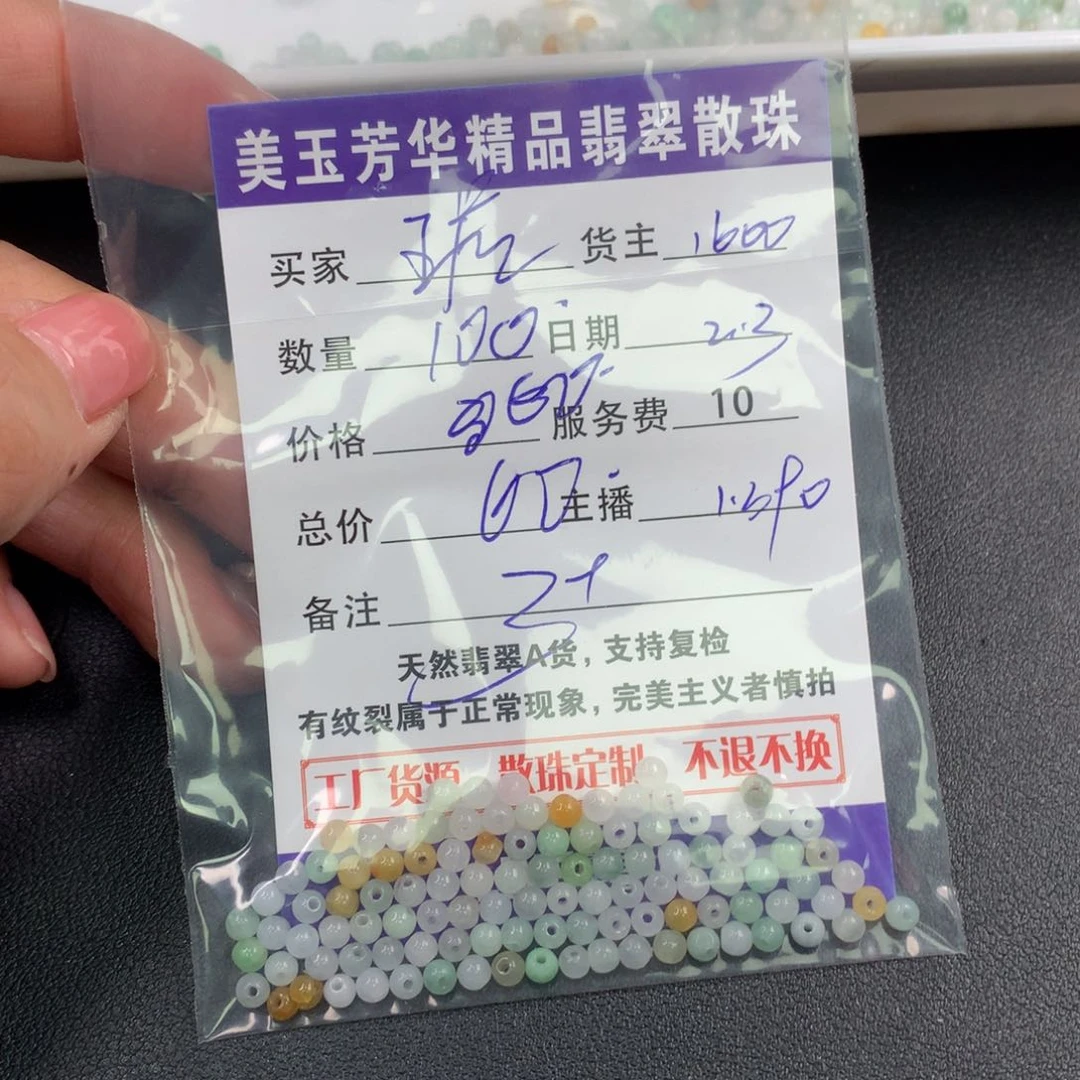 美玉芳华精品翡翠散珠
买家 货主 1600
数量 100 日期 2.3
价格 服务费 10
总价 主播
备注
天然翡翠A货，支持复检
有纹裂属于正常现象，完美主义者慎拍
工厂货源 散珠定制 不退不换